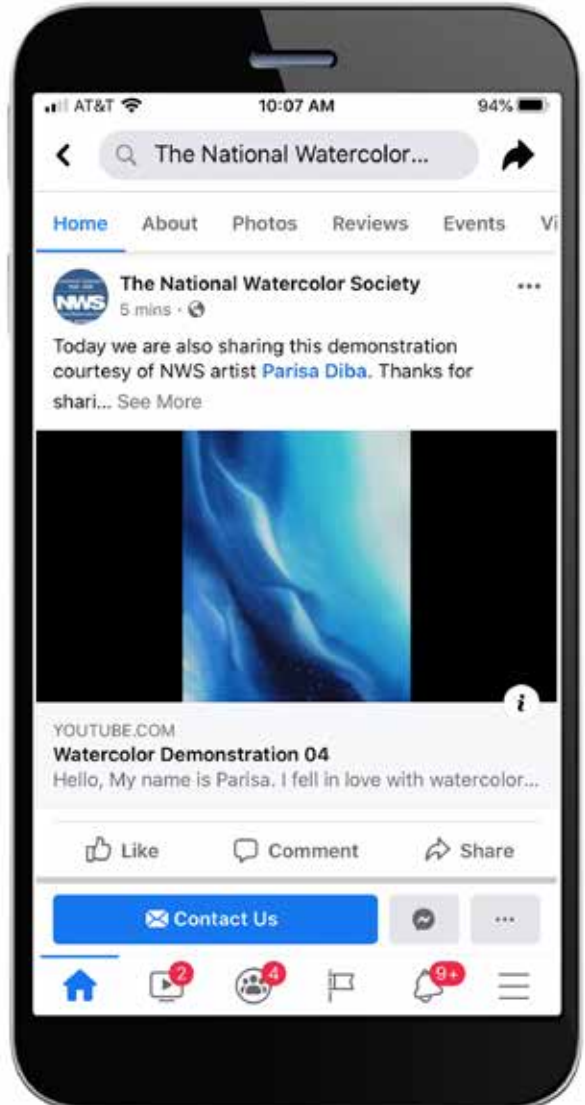 AT&T 10:07 AM 94%
The National Watercolor...
Home About Photos Reviews Events Vi
NWS
The National Watercolor Society
5 mins ·
Today we are also sharing this demonstration
courtesy of NWS artist Parisa Diba. Thanks for
shari... See More
i
YOUTUBE.COM
Watercolor Demonstration 04
Hello, My name is Parisa. I fell in love with watercolor...
Like Comment Share
Contact Us
2 4 9+